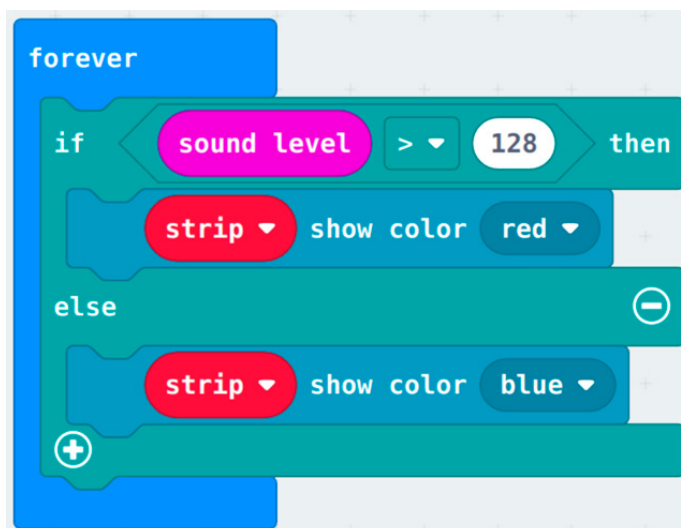 forever
if sound level > 128 then
strip show color red
else
strip show color blue